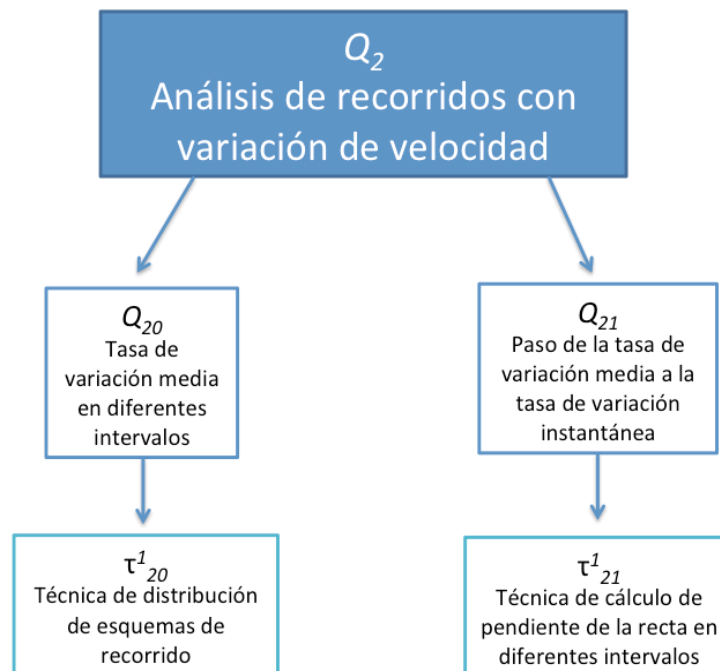 Q₂
Análisis de recorridos con
variación de velocidad
Q₂₀
Tasa de
variación media
en diferentes
intervalos
Q₂₁
Paso de la tasa de
variación media a la
tasa de variación
instantánea
τ¹₂₀
Técnica de distribución
de esquemas de
recorrido
τ¹₂₁
Técnica de cálculo de
pendiente de la recta en
diferentes intervalos